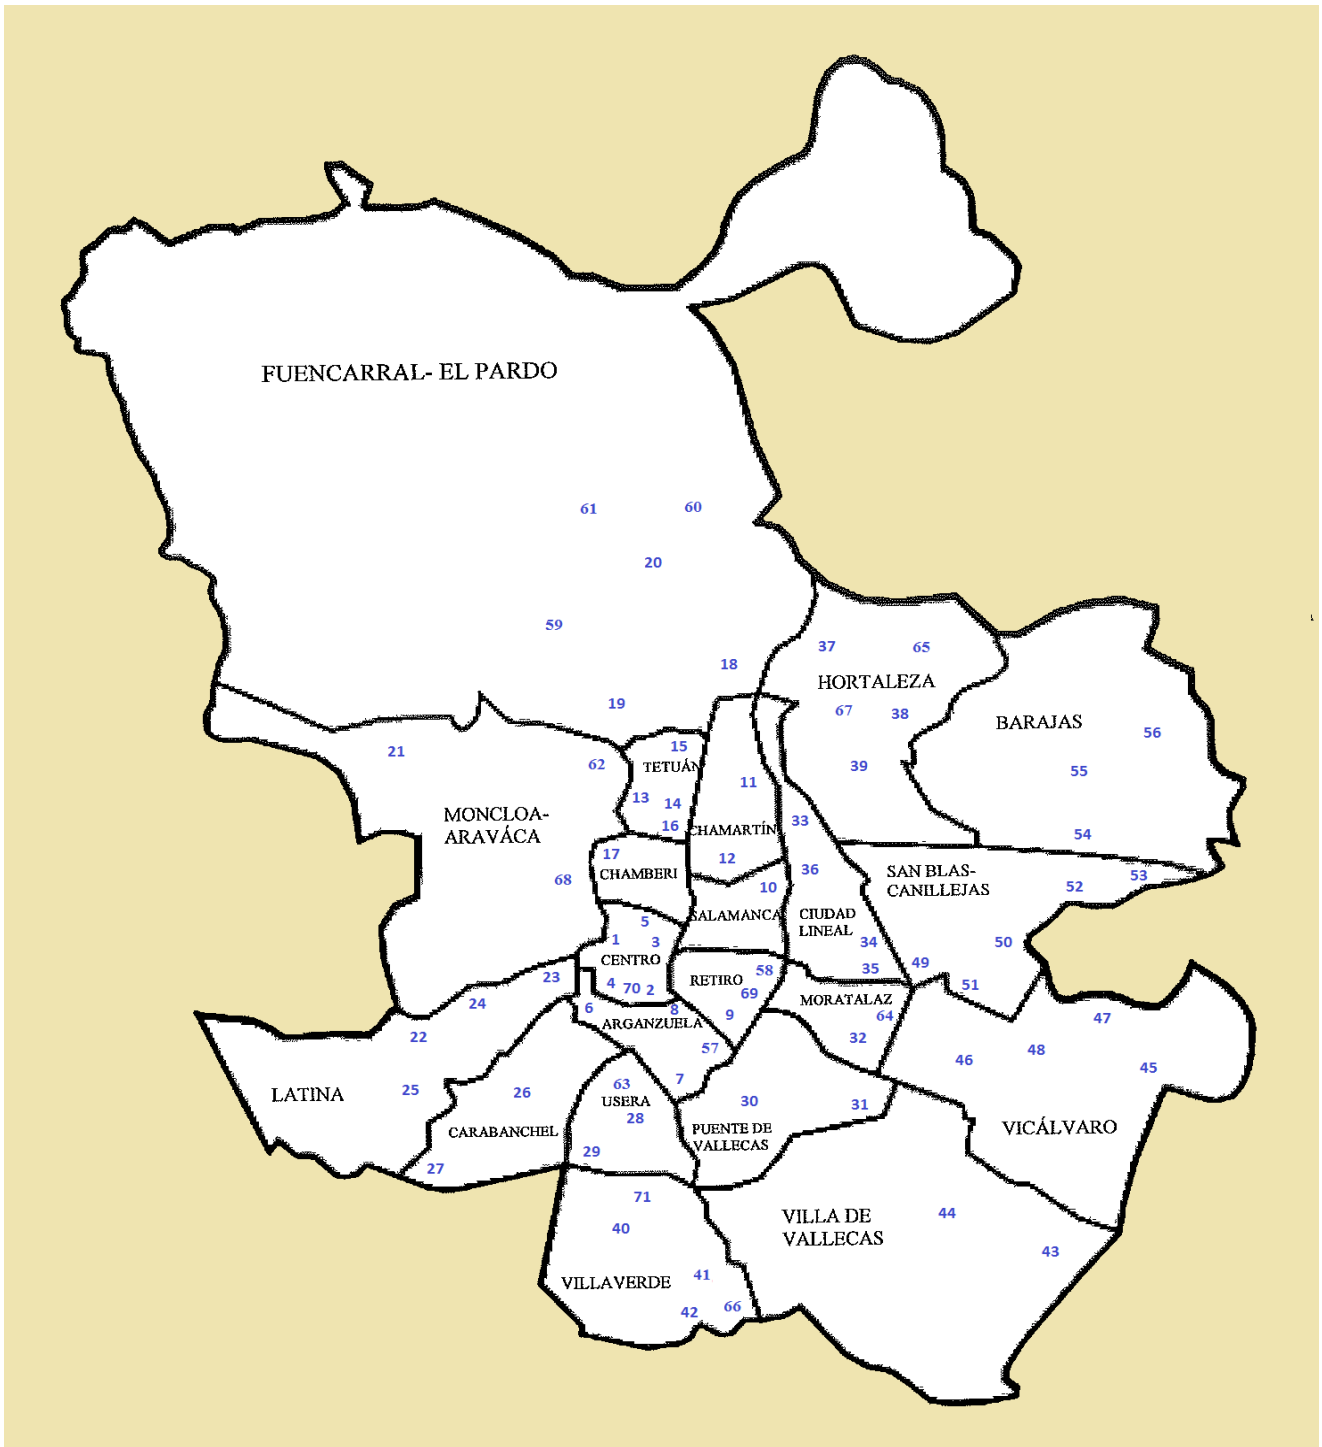 FUENCARRAL- EL PARDO
61 60
20
59
37 65
18
HORTALEZA
19
67 38
BARAJAS
56
21
15
62
TETUÁN
39
55
11
13
14
MONCLOA-
ARAVÁCA
16
33
CHAMARTÍN
54
17
12
CHAMBERI
36
SAN BLAS-
CANILLEJAS
53
52
68
10
5
SALAMANCA
CIUDAD
LINEAL
1
3
34
50
CENTRO
49
35
58
23
RETIRO
4
70
2
69
51
MORATALAZ
24
6
8
9
64
ARGANZUELA
47
22
32
57
48
46
45
7
63
25
26
LATINA
USERA
30
31
28
PUENTE DE
VALLECAS
VICÁLVARO
CARABANCHEL
29
27
71
VILLA DE
VALLECAS
44
40
43
41
VILLAVERDE
42
66